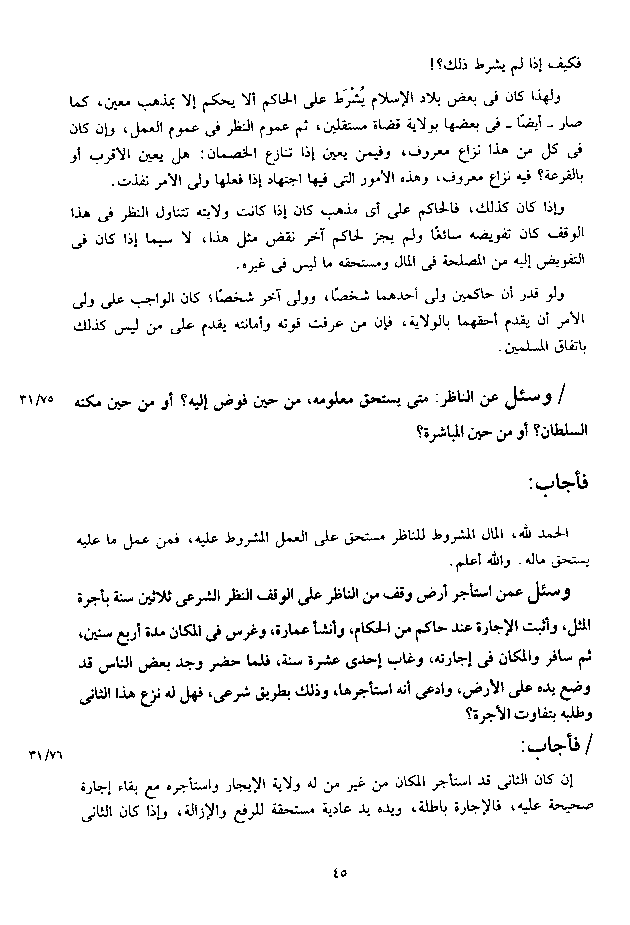 فكيف إذا لم يشرط ذلك؟!
ولهذا كان فى بعض بلاد الإسلام يُشْرَط على الحاكم ألا يحكم إلا بمذهب معين، كما
صار ـ أيضًا ـ فى بعضها بولاية قضاة مستقلين، ثم عموم النظر فى عموم العمل، وإن كان
فى كل من هذا نزاع معروف، وفيمن يعين إذا تنازع الخصمان: هل يعين الأقرب أو
بالقرعة؟ فيه نزاع معروف، وهذه الأمور التى فيها اجتهاد إذا فعلها ولى الأمر نفذت.
وإذا كان كذلك، فالحاكم على أى مذهب كان إذا كانت ولايته تتناول النظر فى هذا
الوقف كان تفويضه سائغًا ولم يجز لحاكم آخر نقض مثل هذا، لا سيما إذا كان فى
التفويض إليه من المصلحة فى المال ومستحقه ما ليس فى غيره.
ولو قدر أن حاكمين ولى أحدهما شخصًا، وولى آخر شخصًا؛ كان الواجب على ولى
الأمر أن يقدم أحقهما بالولاية، فإن من عرفت قوته وأمانته يقدم على من ليس كذلك
باتفاق المسلمين.
/ وسئل عن الناظر: متى يستحق معلومه، من حين فوض إليه؟ أو من حين مكنه
٣١/٧٥
السلطان؟ أو من حين المباشرة؟
فأجاب:
الحمد لله، المال المشروط للناظر مستحق على العمل المشروط عليه، فمن عمل ما عليه
يستحق ماله. والله أعلم.
وسئل عمن استأجر أرض وقف من الناظر على الوقف النظر الشرعى ثلاثين سنة بأجرة
المثل، وأثبت الإجارة عند حاكم من الحكام، وأنشأ عمارة، وغرس فى المكان مدة أربع سنين،
ثم سافر والمكان فى إجارته، وغاب إحدى عشرة سنة، فلما حضر وجد بعض الناس قد
وضع يده على الأرض، وادعى أنه استأجرها، وذلك بطريق شرعى، فهل له نزع هذا الثانى
وطلبه بتفاوت الأجرة؟
/ فأجاب:
٣١/٧٦
إن كان الثانى قد استأجر المكان من غير من له ولاية الإيجار واستأجره مع بقاء إجارة
صحيحة عليه، فالإجارة باطلة، ويده يد عادية مستحقة للرفع والإزالة، وإذا كان الثانى
٤٥